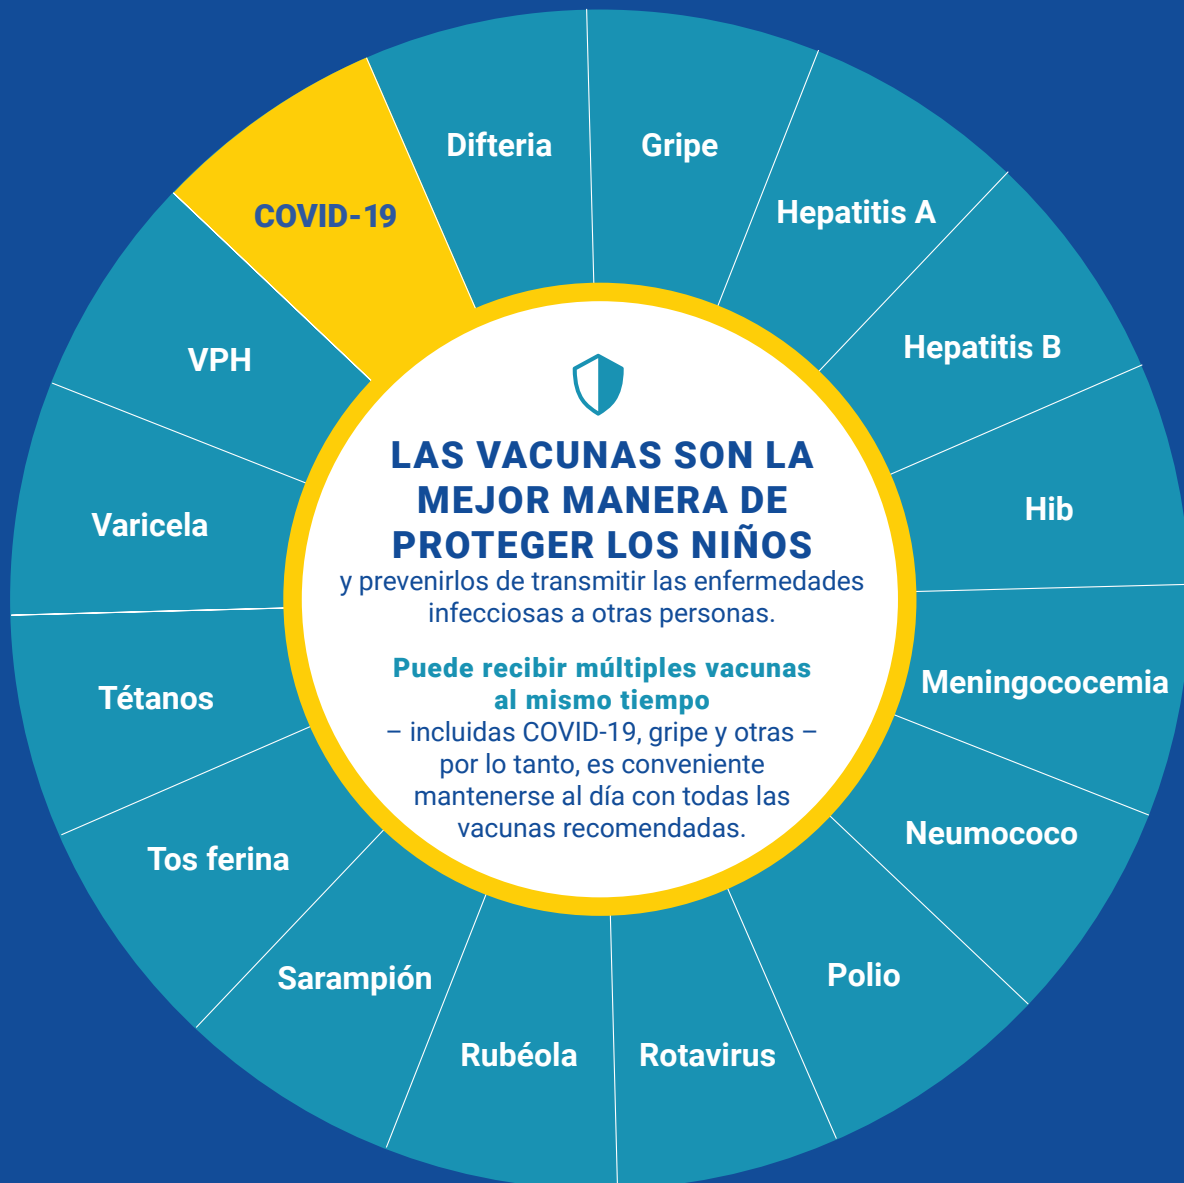 Difteria
Gripe
Hepatitis A
Hepatitis B
Hib
Meningococemia
Neumococo
Polio
Rotavirus
Rubéola
Sarampión
Tos ferina
Tétanos
Varicela
VPH
COVID-19
LAS VACUNAS SON LA
MEJOR MANERA DE
PROTEGER LOS NIÑOS
y prevenirlos de transmitir las enfermedades
infecciosas a otras personas.
Puede recibir múltiples vacunas
al mismo tiempo
– incluidas COVID-19, gripe y otras –
por lo tanto, es conveniente
mantenerse al día con todas las
vacunas recomendadas.